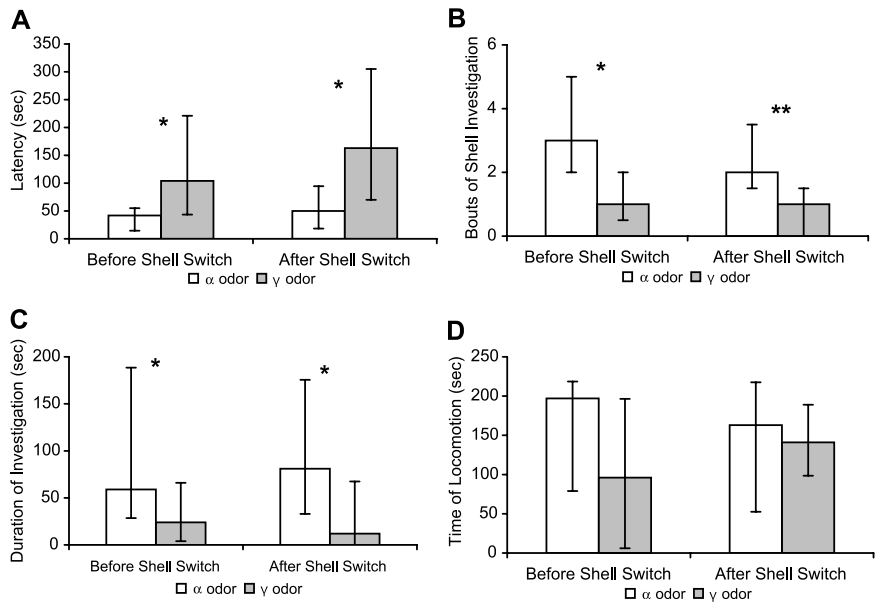 A
Latency (sec)
350
300
250
200
150
100
50
0
*
*
Before Shell Switch
After Shell Switch
α odor
γ odor
B
Bouts of Shell Investigation
6
4
2
0
*
**
Before Shell Switch
After Shell Switch
α odor
γ odor
C
Duration of Investigation (sec)
200
150
100
50
0
*
*
Before Shell Switch
After Shell Switch
α odor
γ odor
D
Time of Locomotion (sec)
250
200
150
100
50
0
Before Shell Switch
After Shell Switch
α odor
γ odor